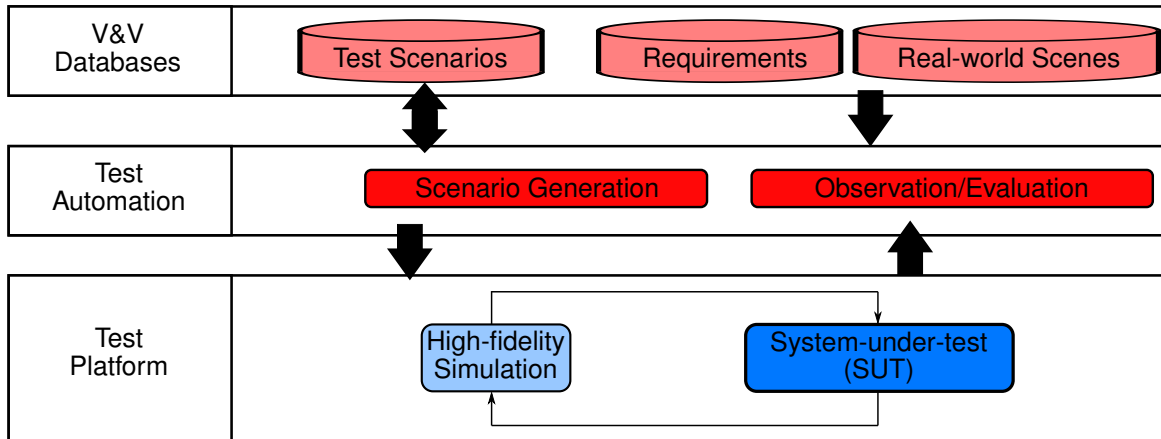 V&V
Databases
Test Scenarios
Requirements
Real-world Scenes
Test
Automation
Scenario Generation
Observation/Evaluation
Test
Platform
High-fidelity
Simulation
System-under-test
(SUT)